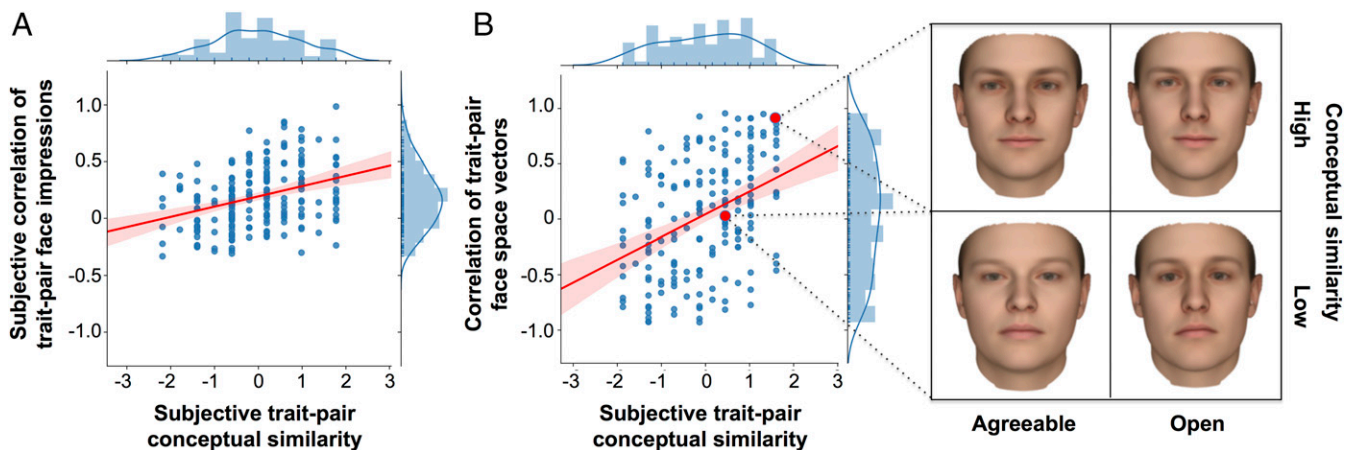 A
Subjective correlation of
trait-pair face impressions
1.0
0.5
0
-0.5
-1.0
-3 -2 -1 0 1 2 3
Subjective trait-pair
conceptual similarity
B
Correlation of trait-pair
face space vectors
1.0
0.5
0
-0.5
-1.0
-3 -2 -1 0 1 2 3
Subjective trait-pair
conceptual similarity
High
Low
Conceptual similarity
Agreeable Open